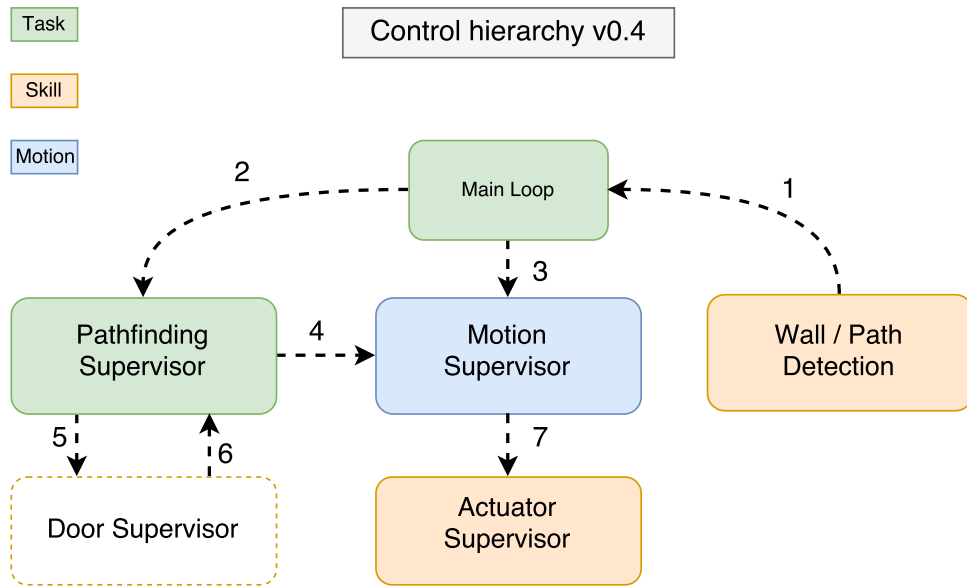 Task
Control hierarchy v0.4
Skill
Motion
2
1
Main Loop
3
Pathfinding
Supervisor
4
Motion
Supervisor
Wall / Path
Detection
5
6
7
Door Supervisor
Actuator
Supervisor